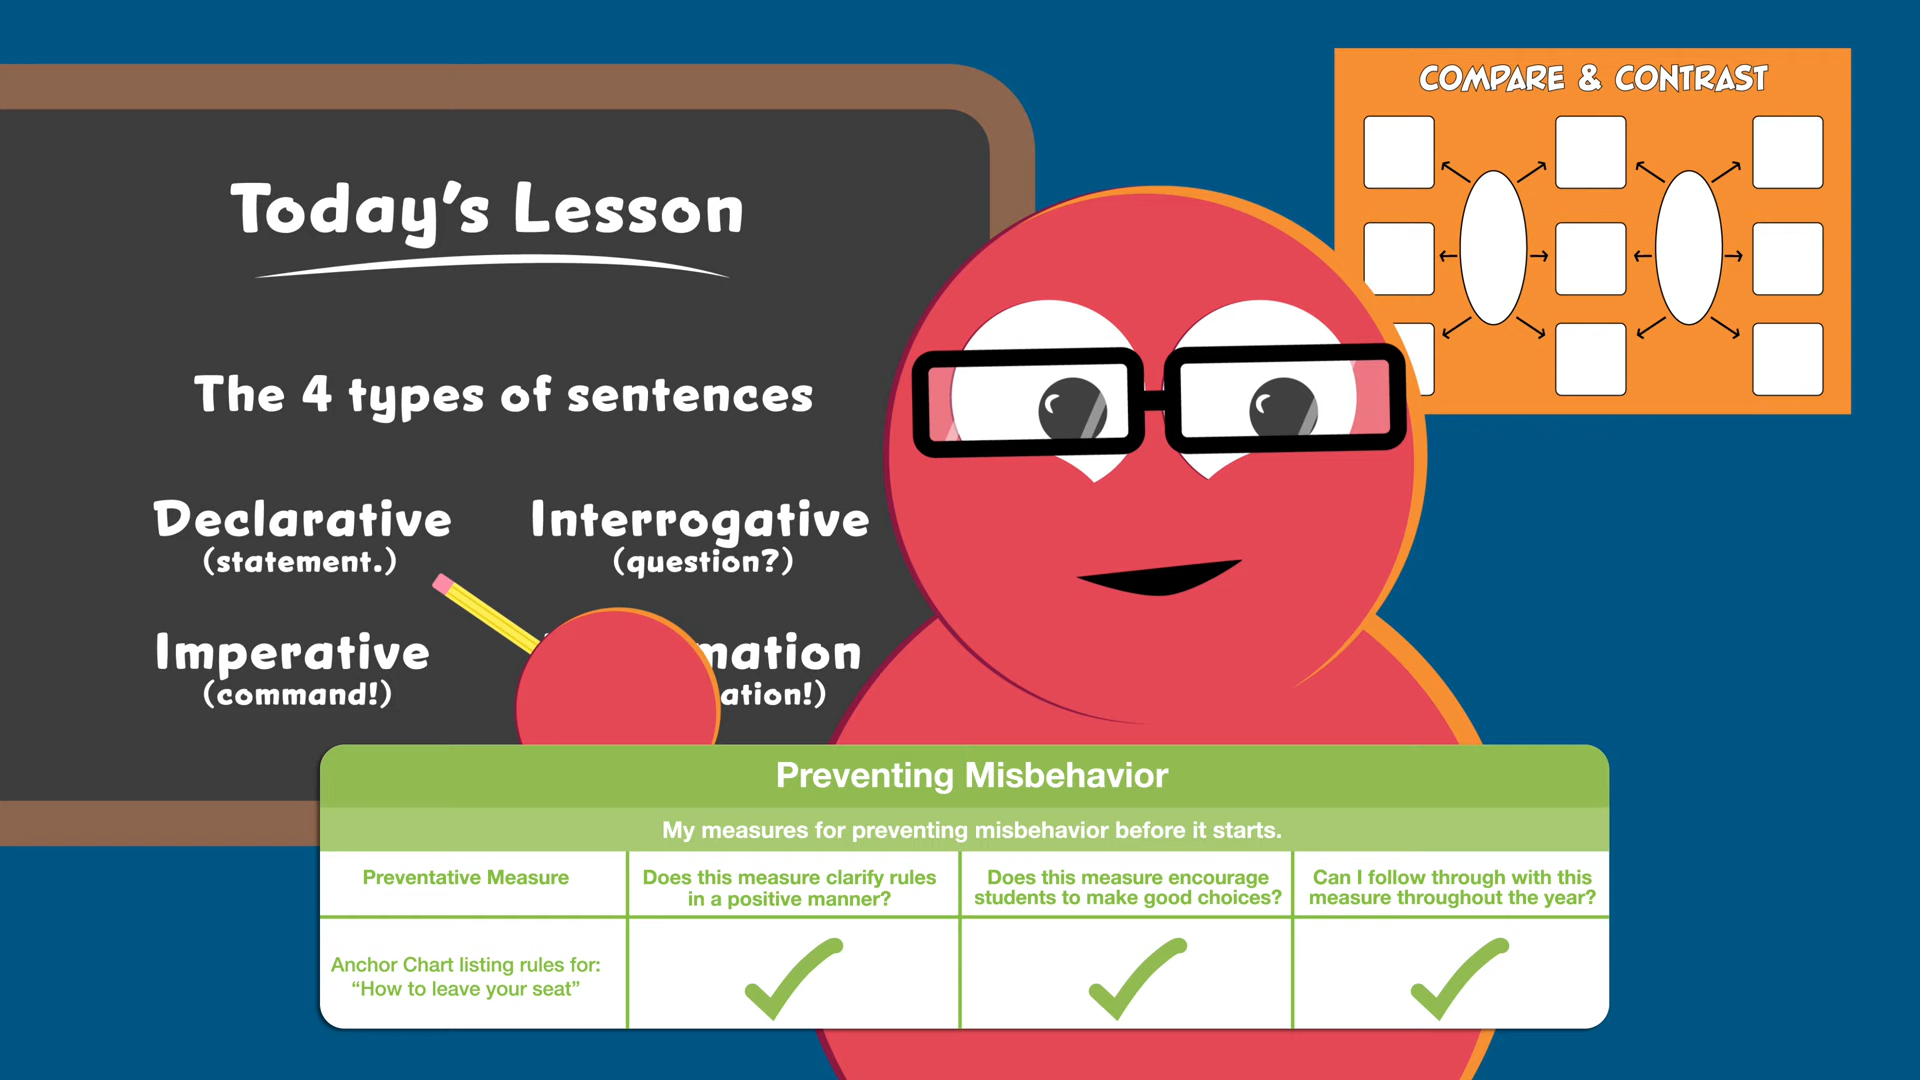 Today's Lesson
The 4 types of sentences
Declarative
(statement.)
Interrogative
(question?)
Imperative
(command!)
COMPARE & CONTRAST
Preventing Misbehavior
My measures for preventing misbehavior before it starts.
Preventative Measure
Does this measure clarify rules
in a positive manner?
Does this measure encourage
students to make good choices?
Can I follow through with this
measure throughout the year?
Anchor Chart listing rules for:
“How to leave your seat”